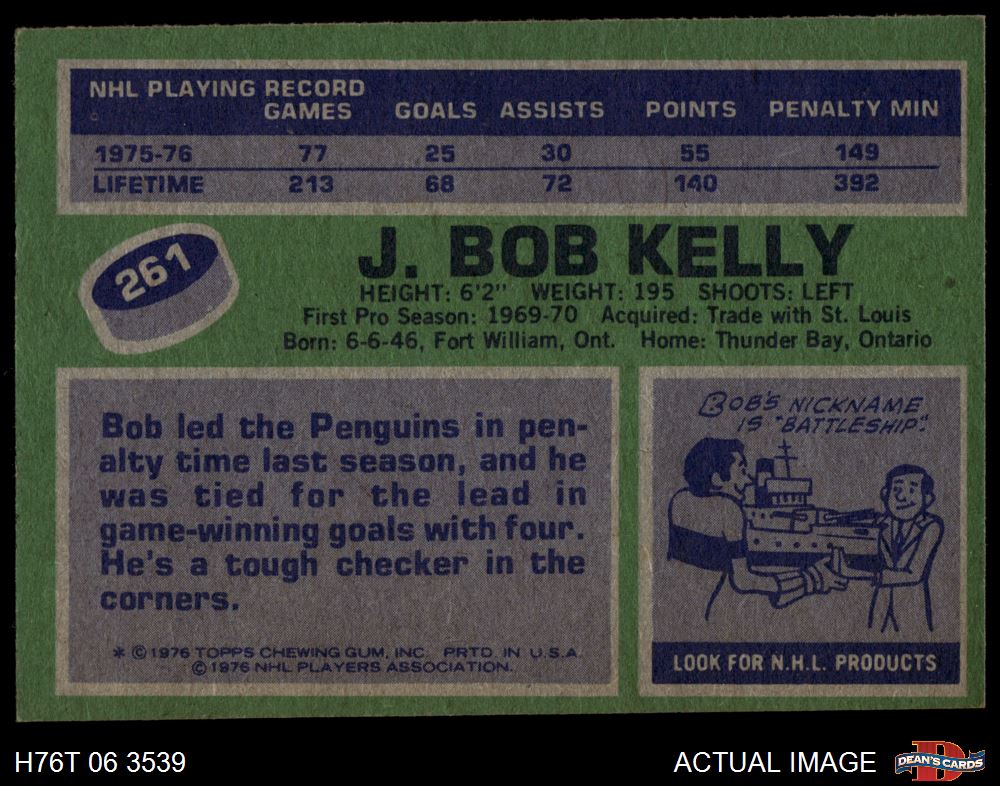 NHL PLAYING RECORD
GAMES GOALS ASSISTS POINTS PENALTY MIN
1975-76 77 25 30 55 149
LIFETIME 213 68 72 140 392
261
J. BOB KELLY
HEIGHT: 6'2" WEIGHT: 195 SHOOTS: LEFT
First Pro Season: 1969-70 Acquired: Trade with St. Louis
Born: 6-6-46, Fort William, Ont. Home: Thunder Bay, Ontario
Bob led the Penguins in pen-
alty time last season, and he
was tied for the lead in
game-winning goals with four.
He's a tough checker in the
corners.
* © 1976 TOPPS CHEWING GUM, INC. PRTD. IN U.S.A.
© 1976 NHL PLAYERS ASSOCIATION.
BOB'S NICKNAME
IS "BATTLESHIP."
LOOK FOR N.H.L. PRODUCTS
H76T 06 3539
ACTUAL IMAGE
D
DEAN'S CARDS